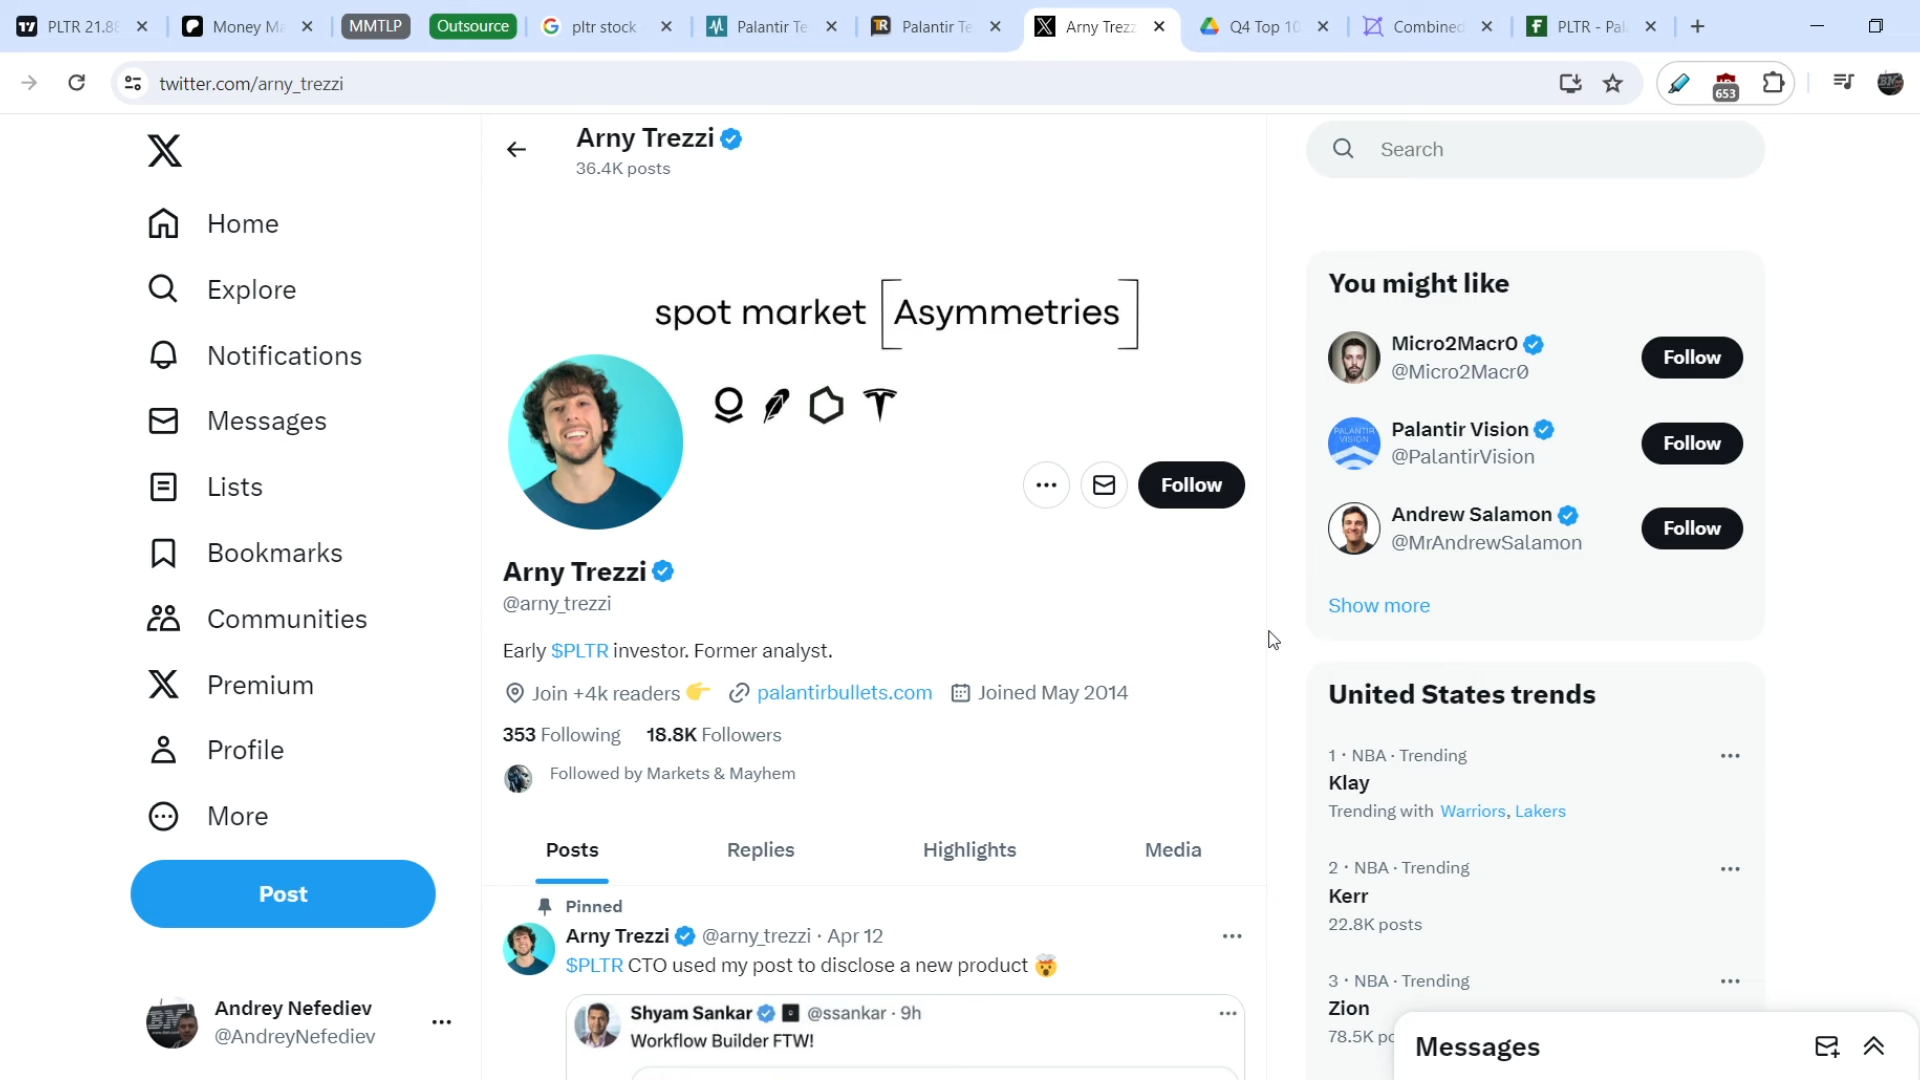 PLTR 21.88
Money Ma
MMTLP
Outsource
pltr stock
Palantir Te
Palantir Te
Arny Trezz
Q4 Top 10
Combined
PLTR - Pal
twitter.com/arny_trezzi
653
Home
Explore
Notifications
Messages
Lists
Bookmarks
Communities
Premium
Profile
More
Post
Andrey Nefediev
@AndreyNefediev
Arny Trezzi
36.4K posts
spot market [Asymmetries]
Follow
Arny Trezzi
@arny_trezzi
Early $PLTR investor. Former analyst.
Join +4k readers 👉 palantirbullets.com Joined May 2014
353 Following 18.8K Followers
Followed by Markets & Mayhem
Posts Replies Highlights Media
Pinned
Arny Trezzi @arny_trezzi · Apr 12
$PLTR CTO used my post to disclose a new product 🤯
Shyam Sankar @ssankar · 9h
Workflow Builder FTW!
Search
You might like
Micro2Macr0
@Micro2Macr0
Follow
PALANTIR
VISION
Palantir Vision
@PalantirVision
Follow
Andrew Salamon
@MrAndrewSalamon
Follow
Show more
United States trends
1 · NBA · Trending
Klay
Trending with Warriors, Lakers
2 · NBA · Trending
Kerr
22.8K posts
3 · NBA · Trending
Zion
78.5K po
Messages